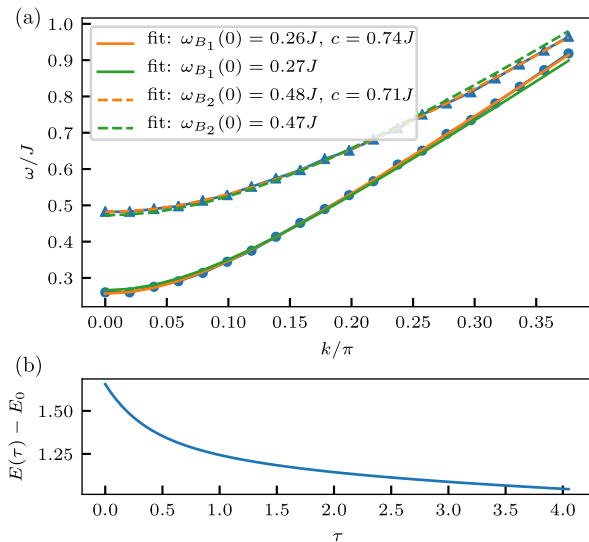 (a)
1.0
0.9
0.8
0.7
0.6
0.5
0.4
0.3
ω/J
fit: ω_{B_1}(0) = 0.26J, c = 0.74J
fit: ω_{B_1}(0) = 0.27J
fit: ω_{B_2}(0) = 0.48J, c = 0.71J
fit: ω_{B_2}(0) = 0.47J
0.00 0.05 0.10 0.15 0.20 0.25 0.30 0.35
k/π
(b)
1.50
1.25
E(τ) − E_0
0.0 0.5 1.0 1.5 2.0 2.5 3.0 3.5 4.0
τ